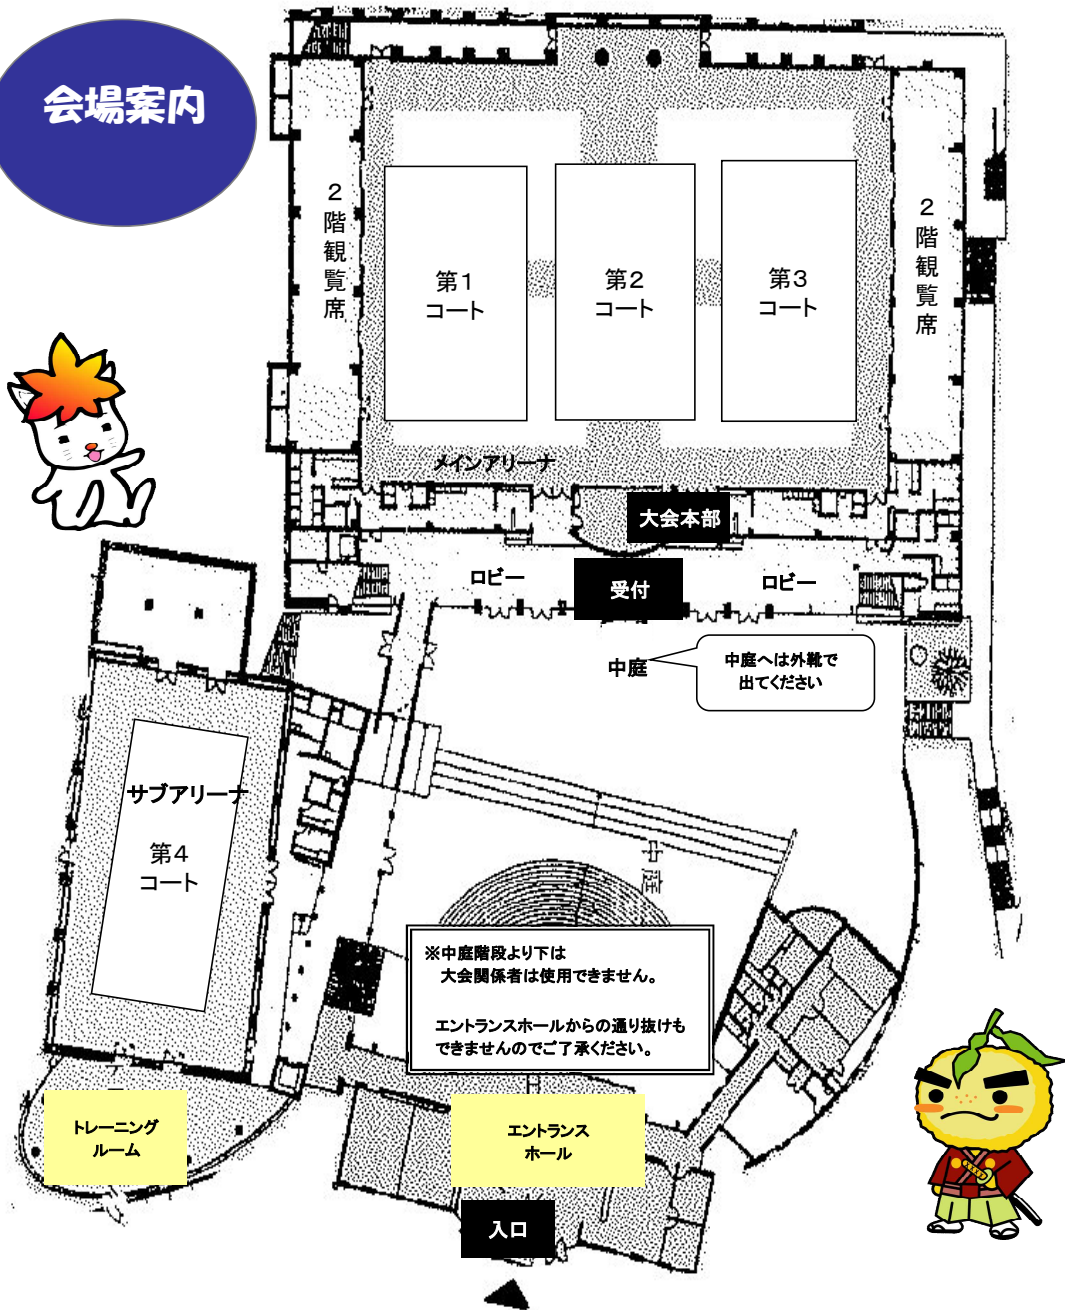 会場案内
2階観覧席
第1
コート
第2
コート
第3
コート
2階観覧席
メインアリーナ
大会本部
ロビー
受付
ロビー
中庭
中庭へは外靴で
出てください
サブアリーナ
第4
コート
中庭
※中庭階段より下は
大会関係者は使用できません。
エントランスホールからの通り抜けも
できませんのでご了承ください。
トレーニング
ルーム
エントランス
ホール
入口